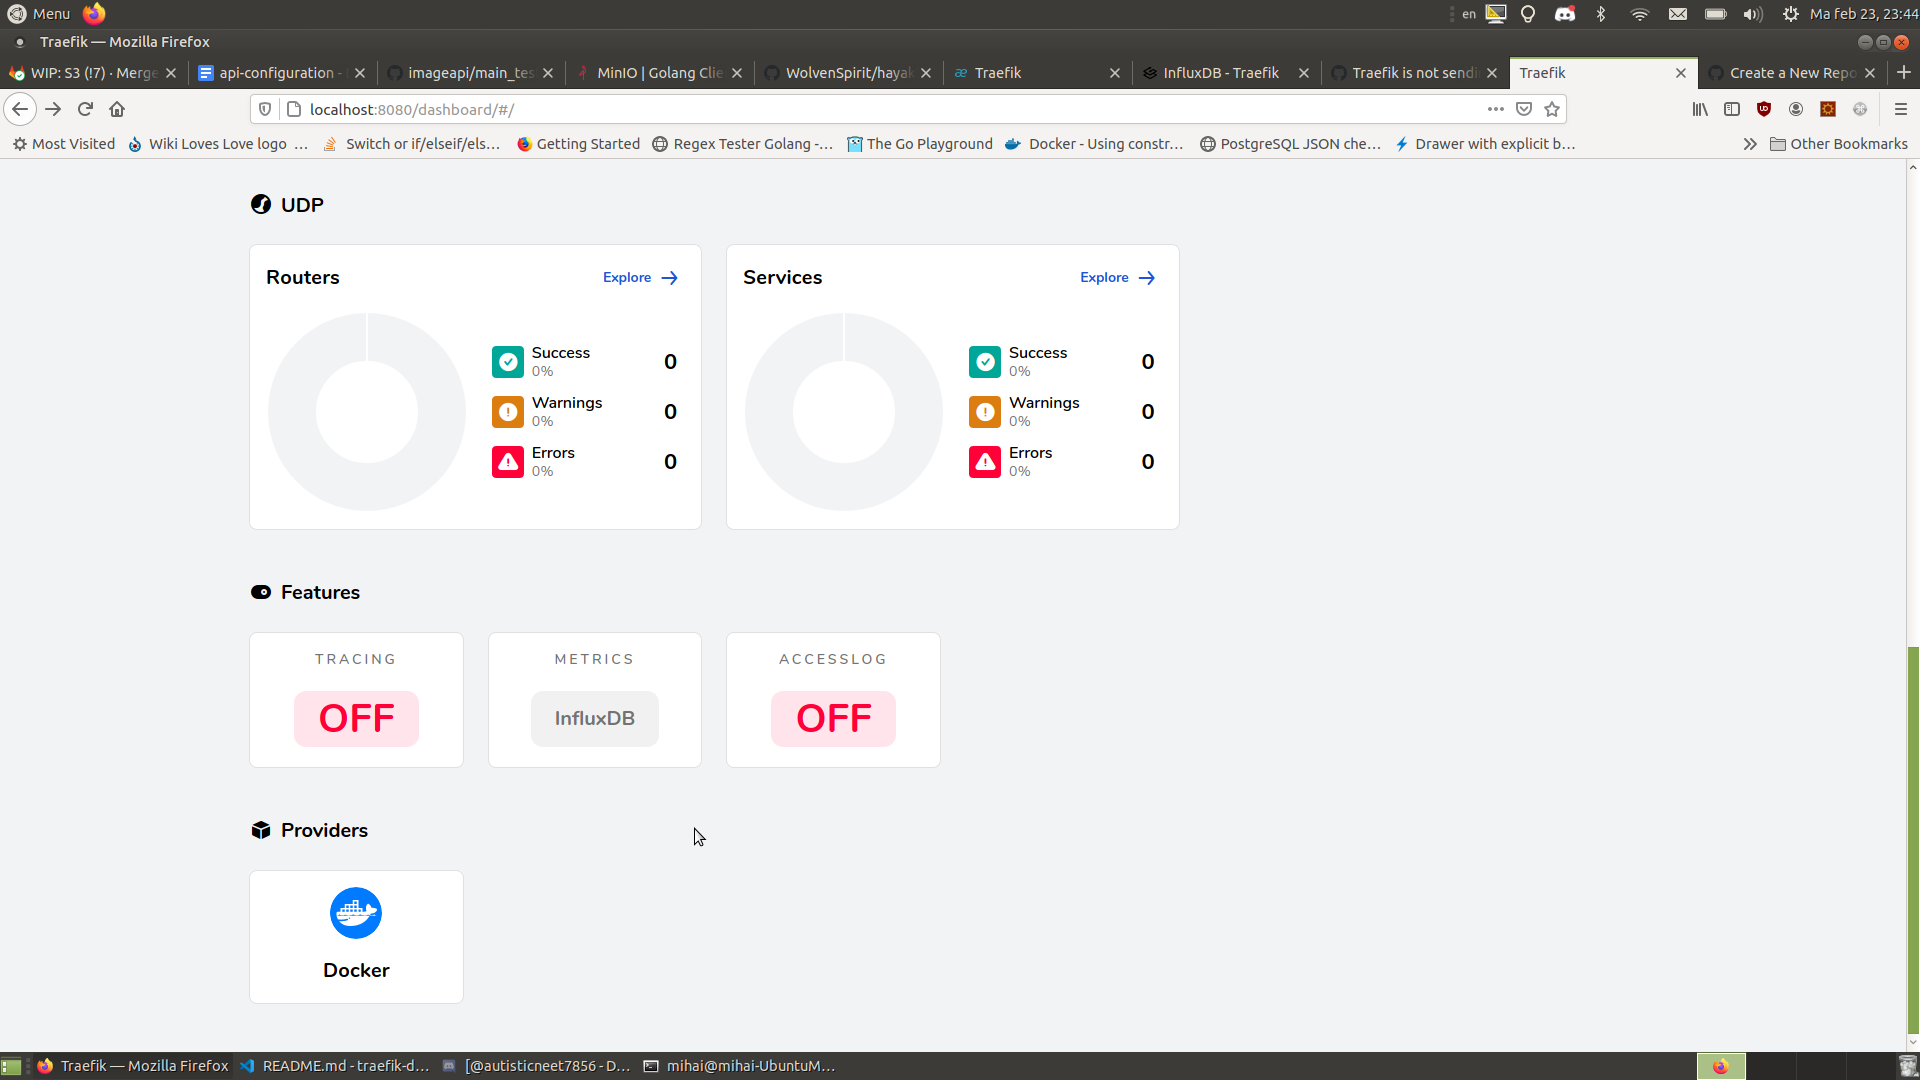 Menu
en
Ma feb 23, 23:44
Traefik — Mozilla Firefox
WIP: S3 (!7) · Merge
api-configuration -
imageapi/main_tes
MinIO | Golang Clie
WolvenSpirit/hayak
Traefik
InfluxDB - Traefik
Traefik is not sendi
Traefik
Create a New Repo
localhost:8080/dashboard/#/
Most Visited
Wiki Loves Love logo …
Switch or if/elseif/els…
Getting Started
Regex Tester Golang -…
The Go Playground
Docker - Using constr…
PostgreSQL JSON che…
Drawer with explicit b…
Other Bookmarks
UDP
Routers
Explore
Success
0%
0
Warnings
0%
0
Errors
0%
0
Services
Explore
Success
0%
0
Warnings
0%
0
Errors
0%
0
Features
TRACING
OFF
METRICS
InfluxDB
ACCESSLOG
OFF
Providers
Docker
Traefik — Mozilla Firefox
README.md - traefik-d…
[@autisticneet7856 - D…
mihai@mihai-UbuntuM…